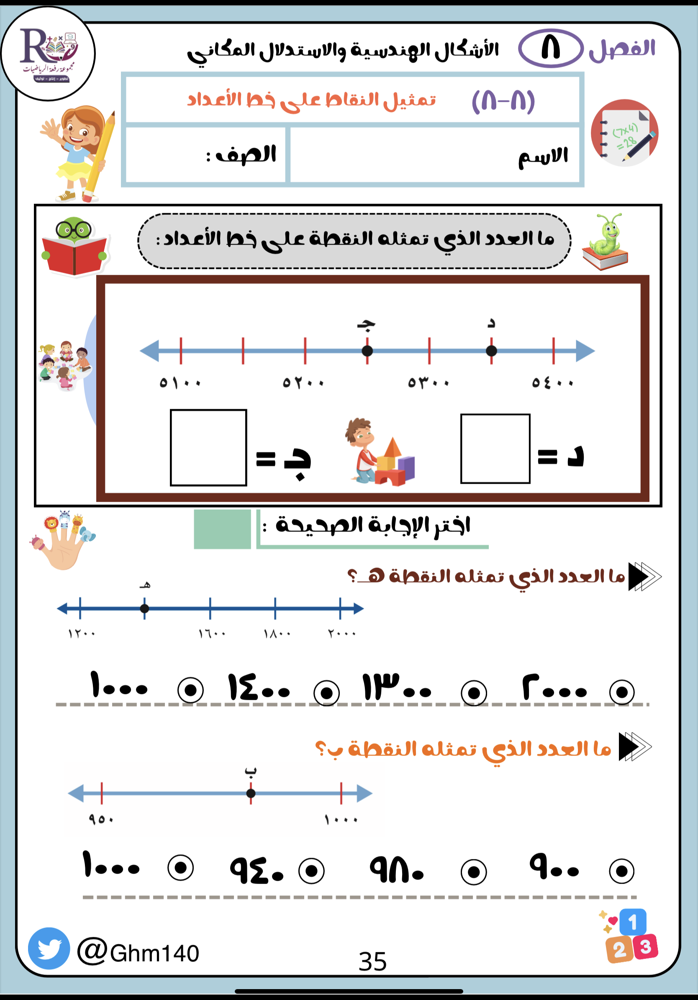 R
مجموعة رفعة الرياضيات
تطوير – إنتاج – توثيق
الفصل ٨ الأشكال الهندسية والاستدلال المكاني
(٨-٨) تمثيل النقاط على خط الأعداد
(7x4)
=28
الاسم الصف :
ما العدد الذي تمثله النقطة على خط الأعداد :
جـ د
٥١٠٠ ٥٢٠٠ ٥٣٠٠ ٥٤٠٠
د = جـ =
اختر الإجابة الصحيحة :
ما العدد الذي تمثله النقطة هـ ؟
هـ
١٢٠٠ ١٦٠٠ ١٨٠٠ ٢٠٠٠
٢٠٠٠ ١٣٠٠ ١٤٠٠ ١٠٠٠
ما العدد الذي تمثله النقطة ب؟
ب
٩٥٠ ١٠٠٠
٩٠٠ ٩٨٠ ٩٤٠ ١٠٠٠
@Ghm140
35
1
2 3